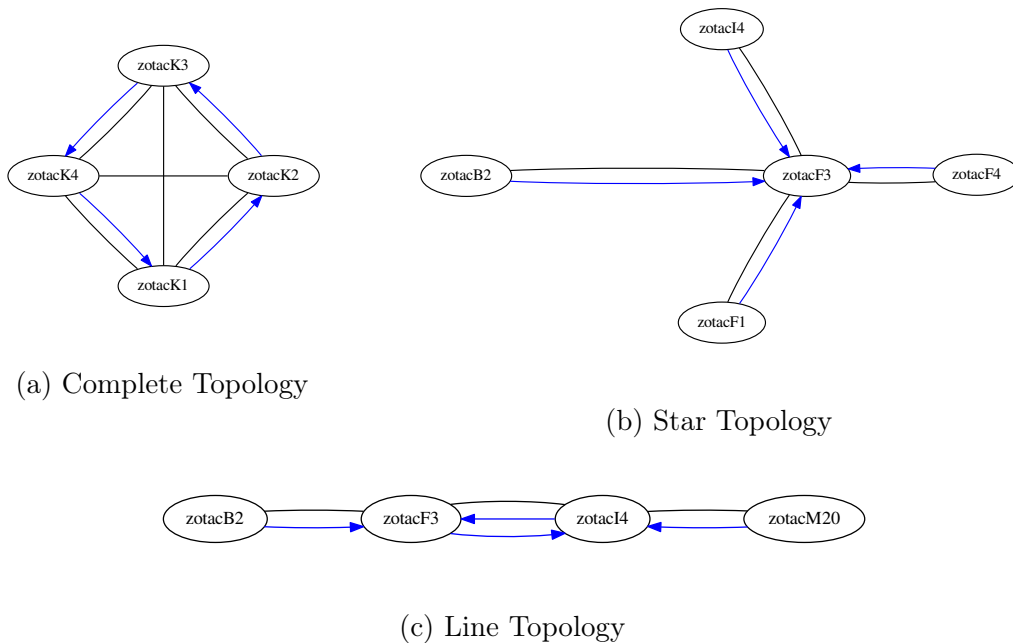 zotacK3
zotacK4
zotacK2
zotacK1
(a) Complete Topology
zotacI4
zotacB2
zotacF3
zotacF4
zotacF1
(b) Star Topology
zotacB2
zotacF3
zotacI4
zotacM20
(c) Line Topology